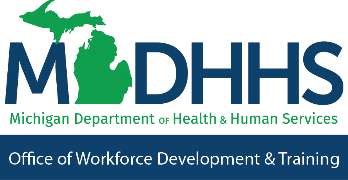 MDHHS
Michigan Department OF Health & Human Services
Office of Workforce Development & Training